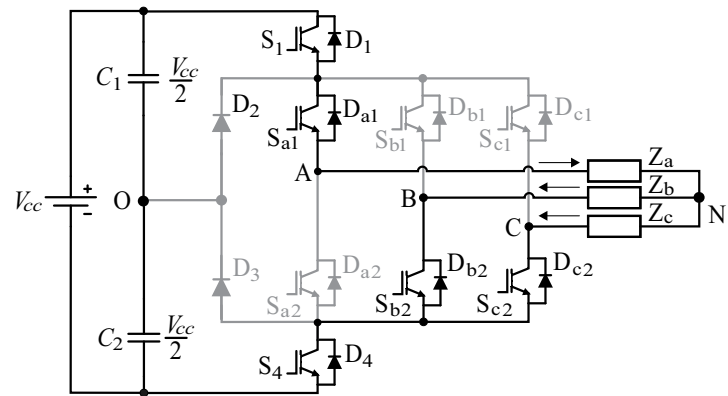 S1
D1
C1
Vcc
2
D2
Sa1
Da1
Sb1
Db1
Sc1
Dc1
A
Za
Vcc
+
-
O
B
Zb
N
C
Zc
D3
Sa2
Da2
Sb2
Db2
Sc2
Dc2
C2
Vcc
2
S4
D4